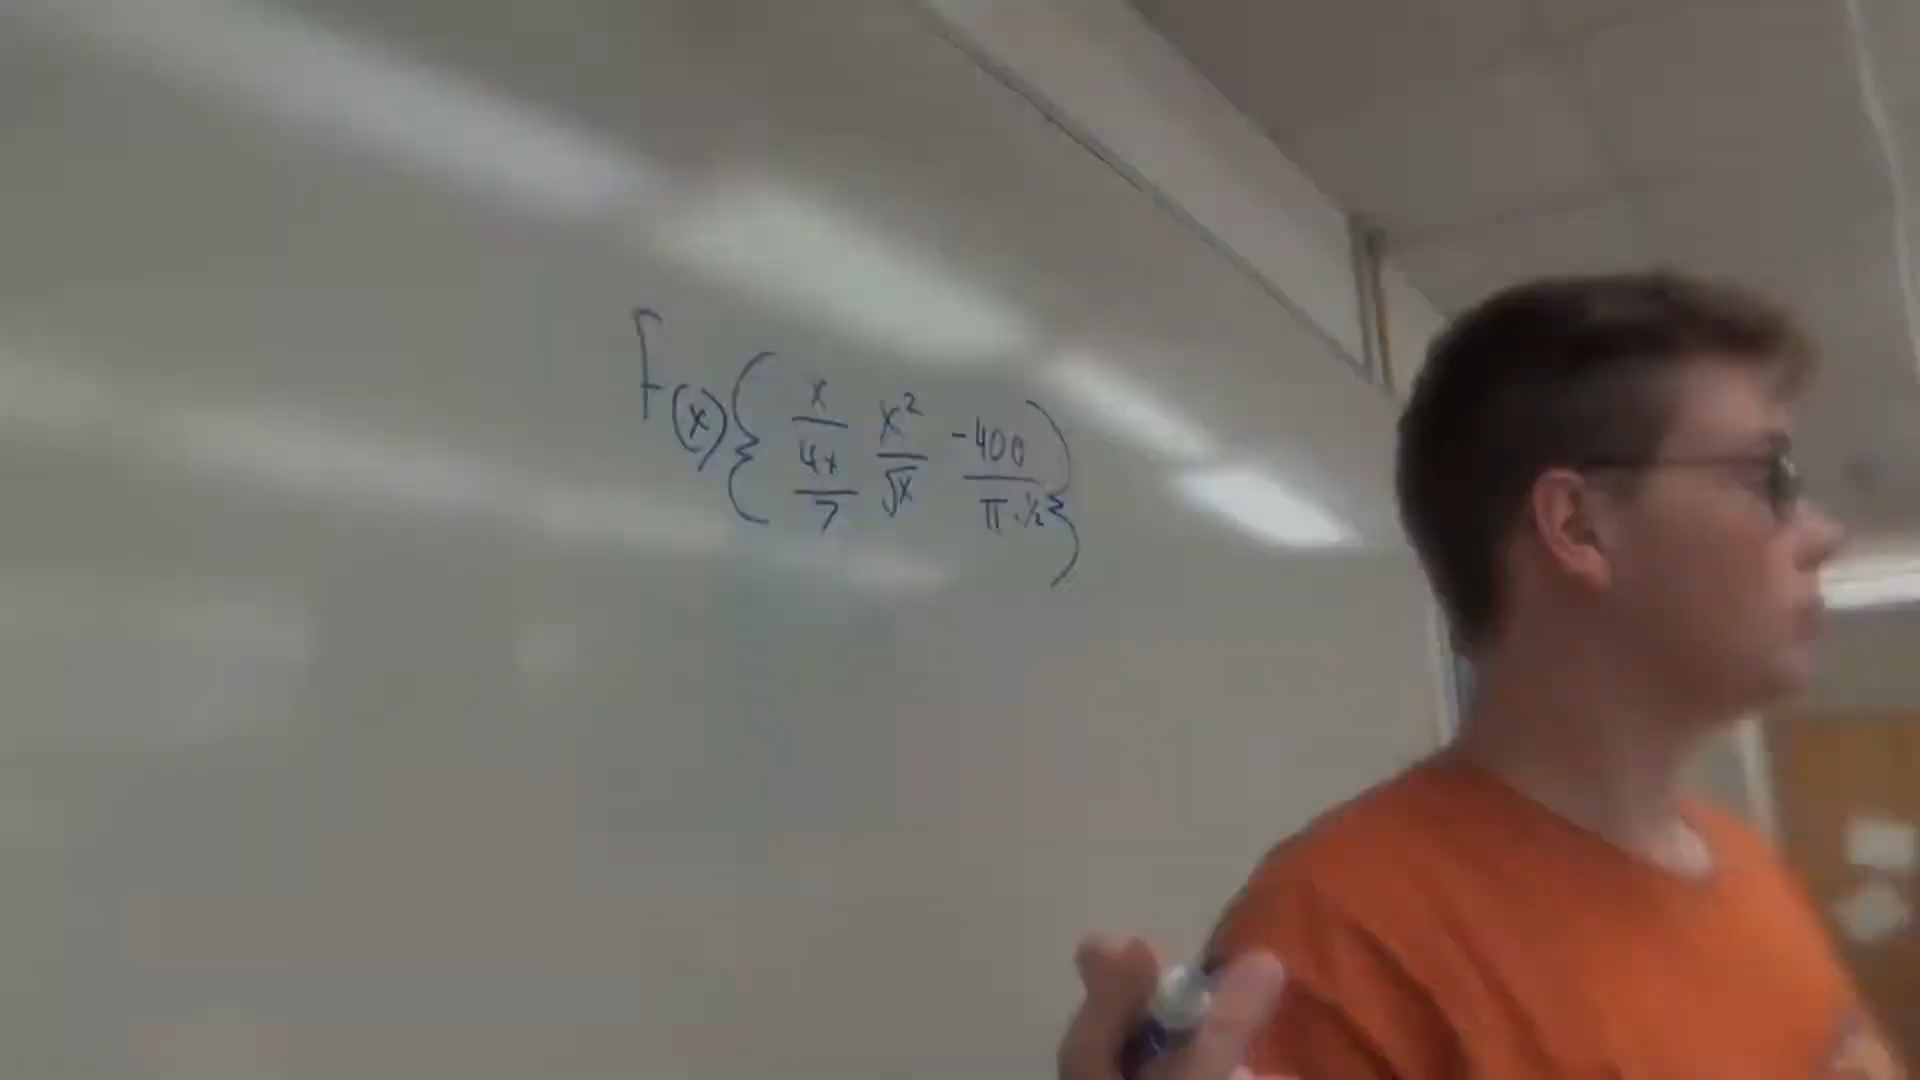 F(x) { x/(4x/7) x²/√x -400/(π·½) }